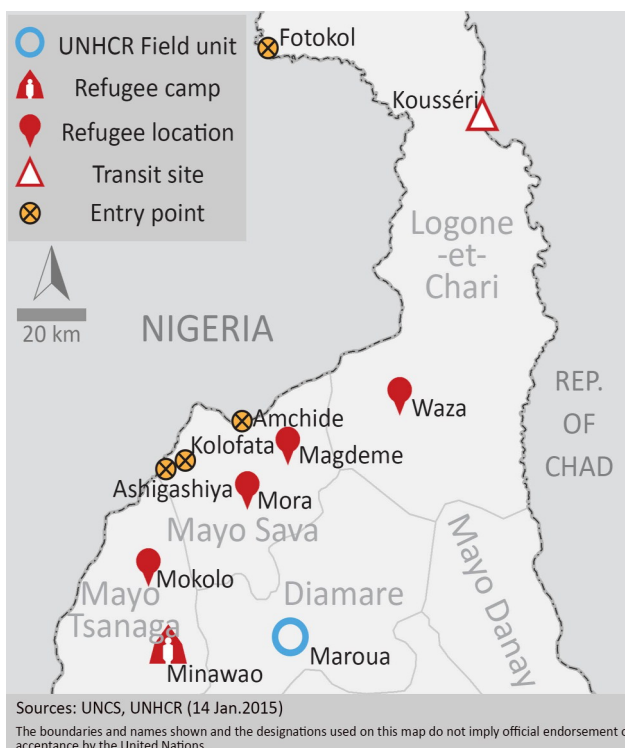 UNHCR Field unit
Refugee camp
Refugee location
Transit site
Entry point
20 km
Fotokol
Kousséri
Logone
-et-
Chari
NIGERIA
REP.
OF
CHAD
Waza
Amchide
Kolofata
Magdeme
Ashigashiya
Mora
Mayo Sava
Mokolo
Mayo
Tsanaga
Diamare
Mayo Danay
Minawao
Maroua
Sources: UNCS, UNHCR (14 Jan.2015)
The boundaries and names shown and the designations used on this map do not imply official endorsement
acceptance by the United Nations.